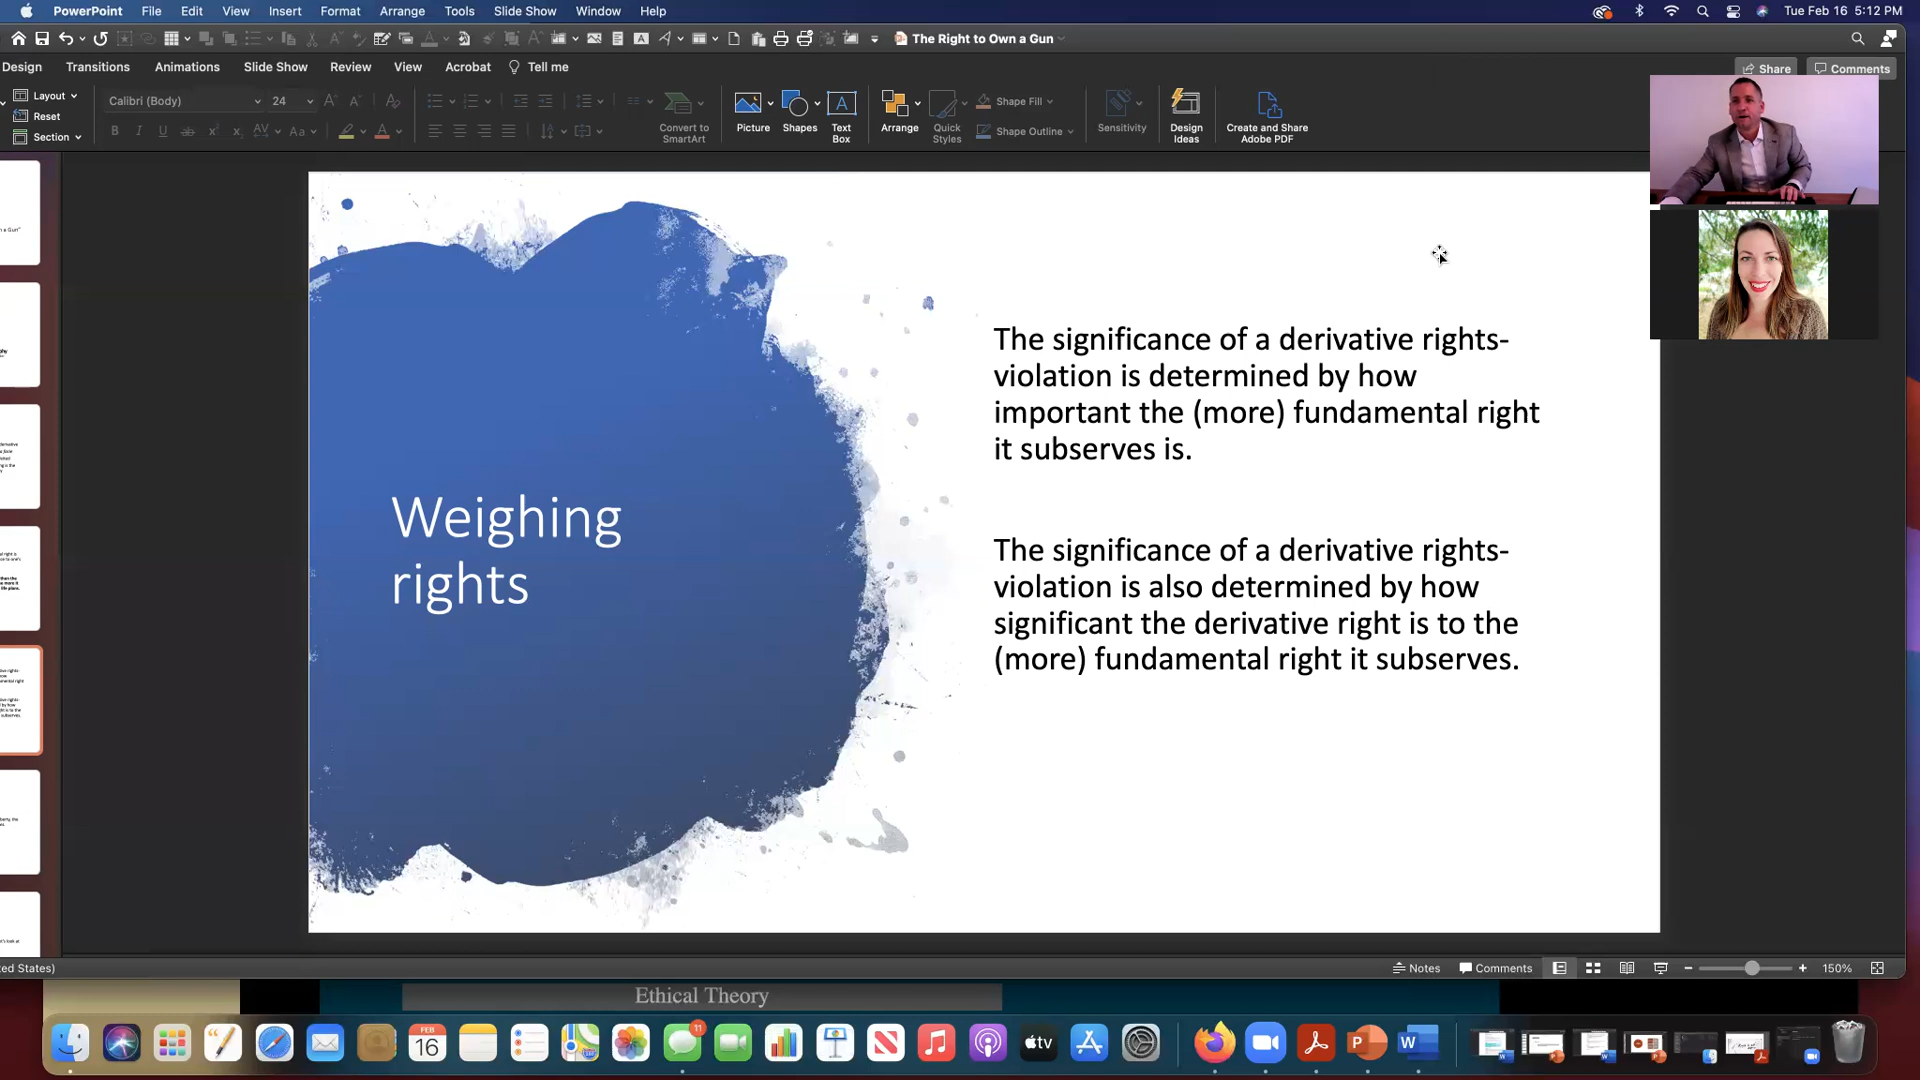 PowerPoint File Edit View Insert Format Arrange Tools Slide Show Window Help Tue Feb 16 5:12 PM
The Right to Own a Gun
Design Transitions Animations Slide Show Review View Acrobat Tell me
Share Comments
Layout
Reset
Section
Calibri (Body) 24
Convert to
SmartArt
Picture
Shapes
Text
Box
Arrange
Quick
Styles
Shape Fill
Shape Outline
Sensitivity
Design
Ideas
Create and Share
Adobe PDF
Weighing
rights
The significance of a derivative rights-
violation is determined by how
important the (more) fundamental right
it subserves is.
The significance of a derivative rights-
violation is also determined by how
significant the derivative right is to the
(more) fundamental right it subserves.
ed States)
Notes Comments 150%
Ethical Theory
FEB
16
11
tv